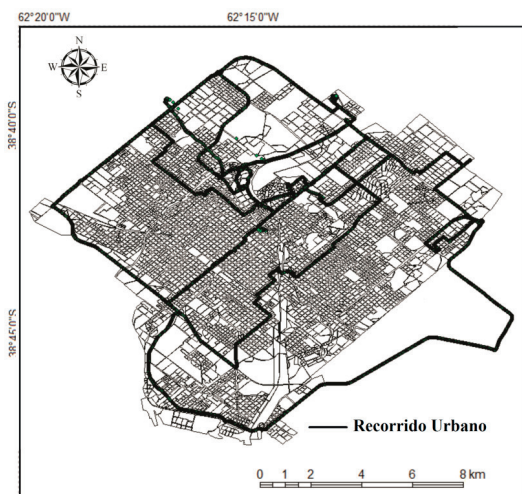 62°20'0"O 62°15'0"O
N
W E
S
38°40'0"S
38°45'0"S
Recorrido Urbano
0 1 2 4 6 8 km